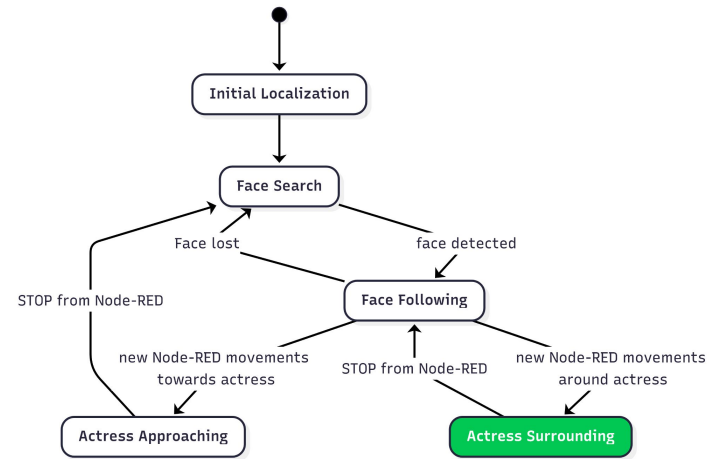 Initial Localization
Face Search
Face lost
face detected
Face Following
STOP from Node-RED
new Node-RED movements
towards actress
STOP from Node-RED
new Node-RED movements
around actress
Actress Approaching
Actress Surrounding